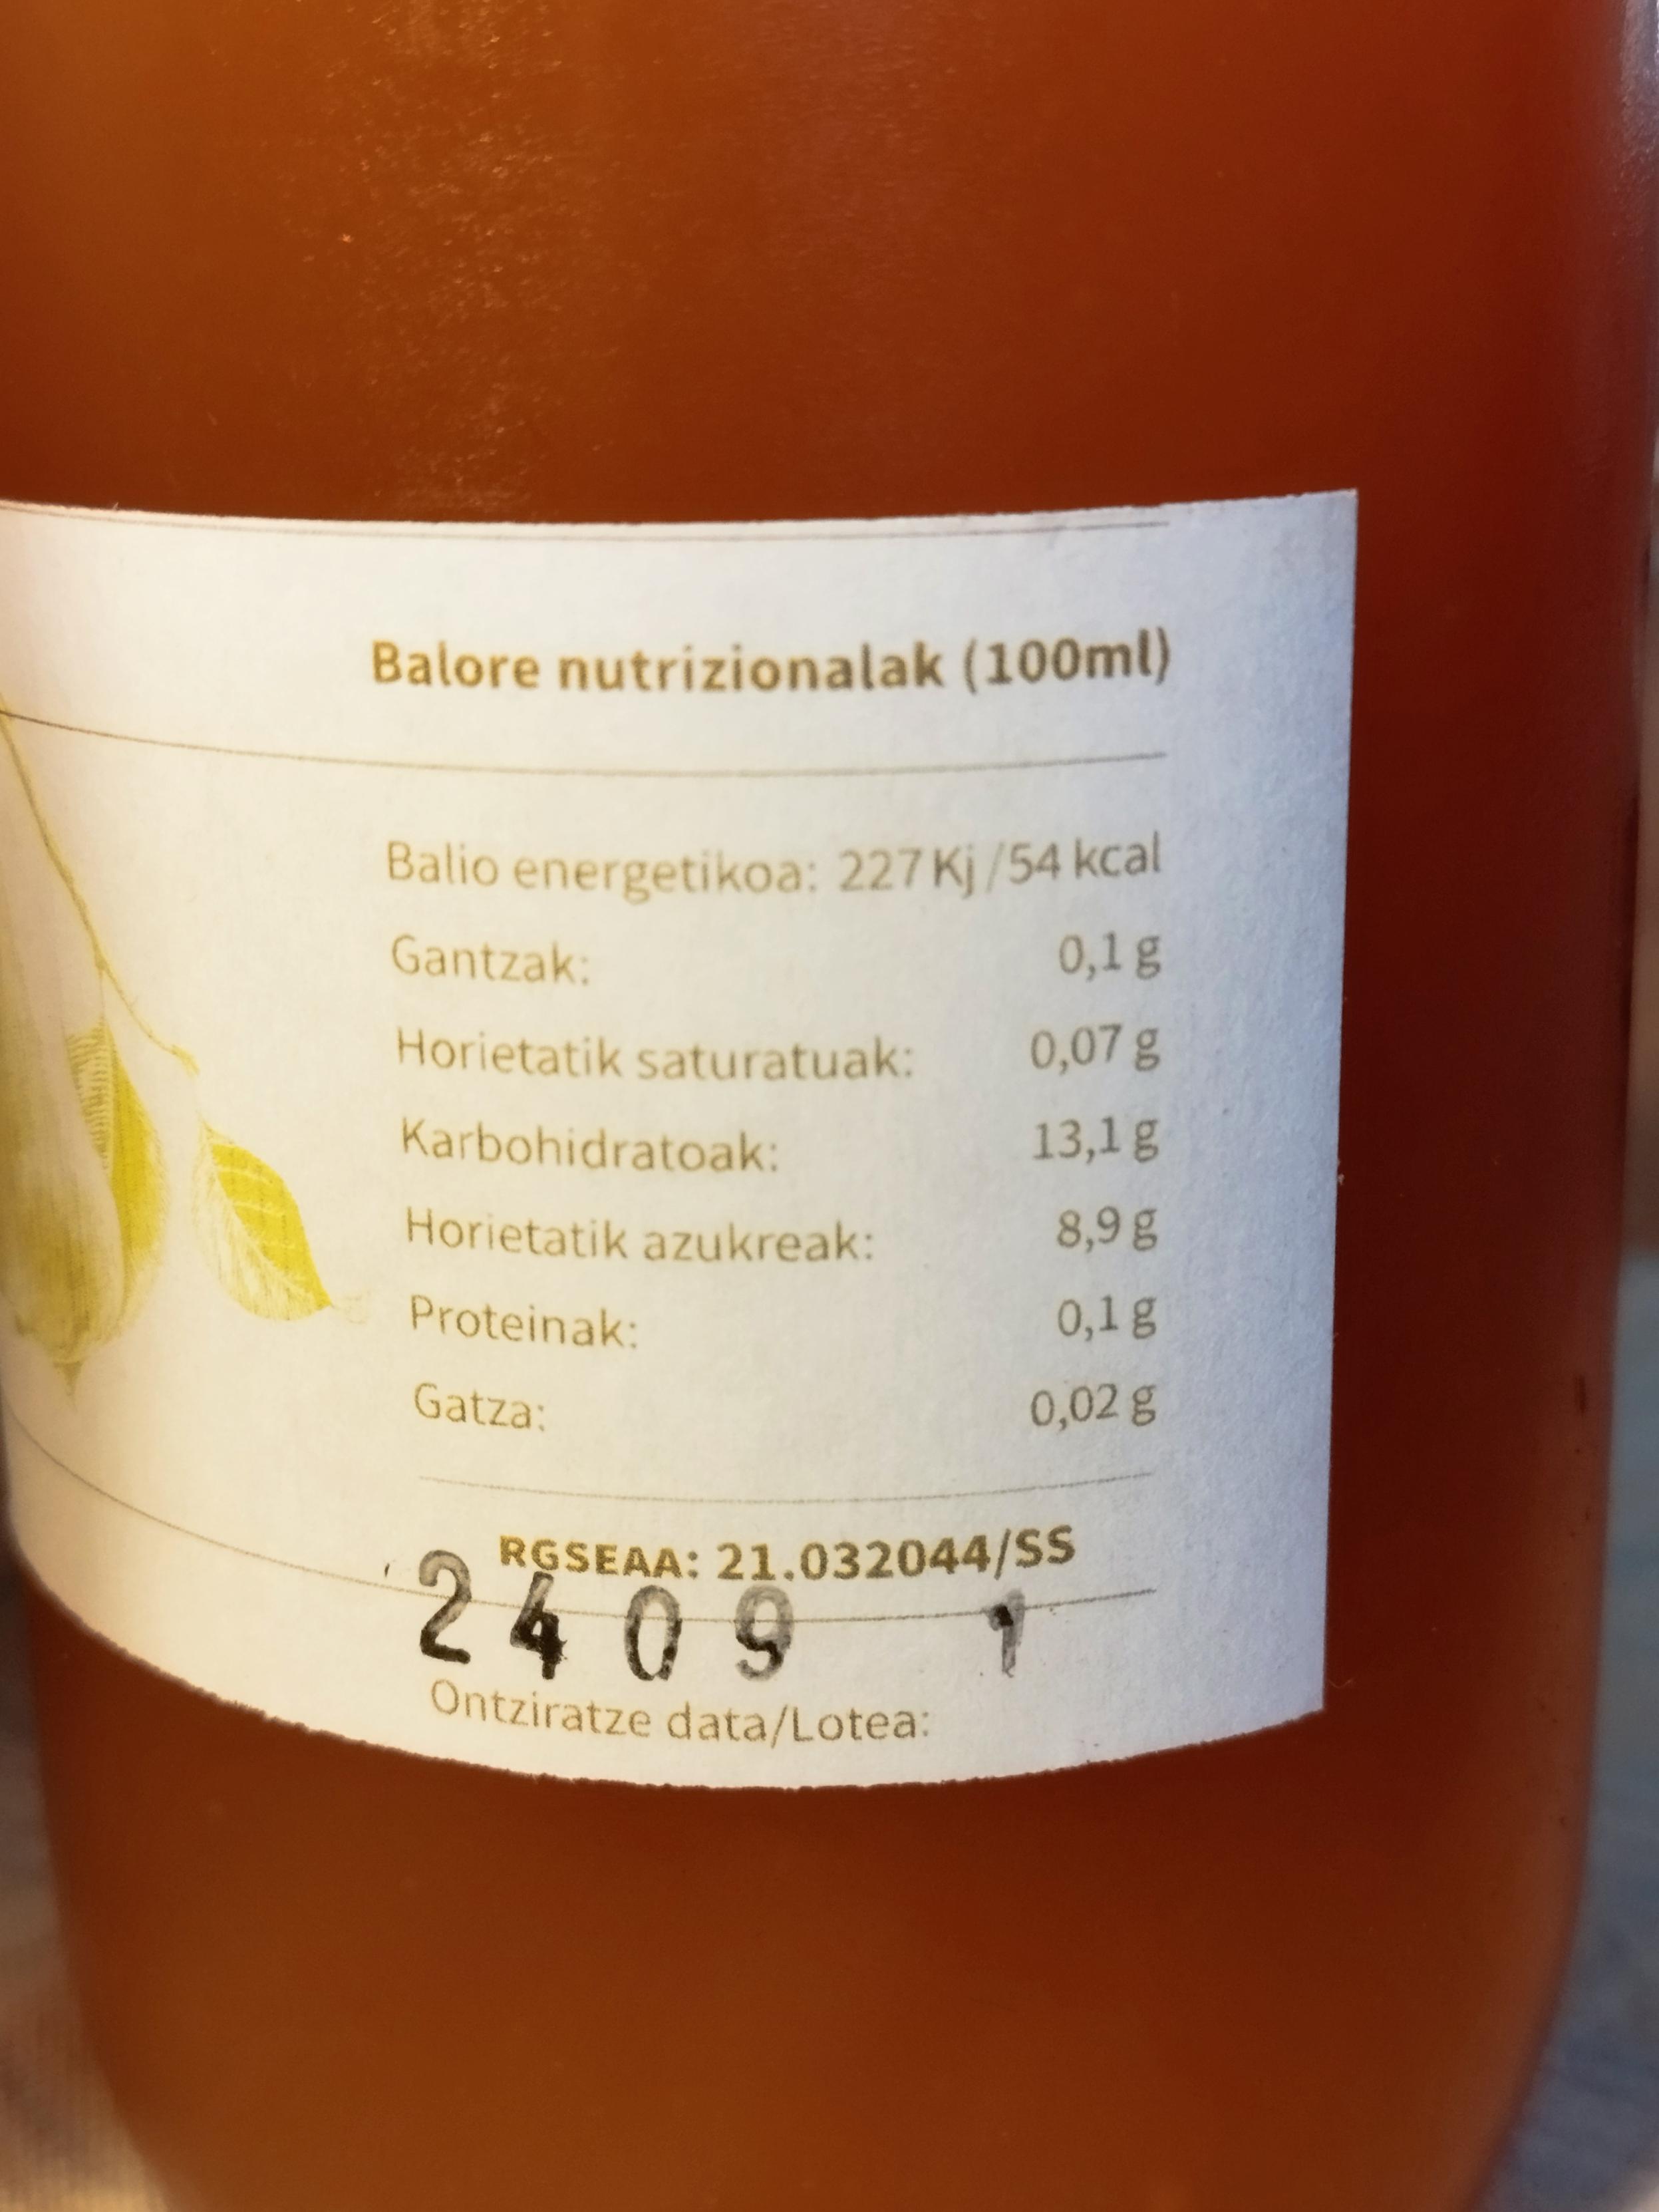 Balore nutrizionalak (100ml)
Balio energetikoa: 227 Kj /54 kcal
Gantzak: 0,1 g
Horietatik saturatuak: 0,07 g
Karbohidratoak: 13,1 g
Horietatik azukreak: 8,9 g
Proteinak: 0,1 g
Gatza: 0,02 g
RGSEAA: 21.032044/SS
2409 1
Ontziratze data/Lotea: